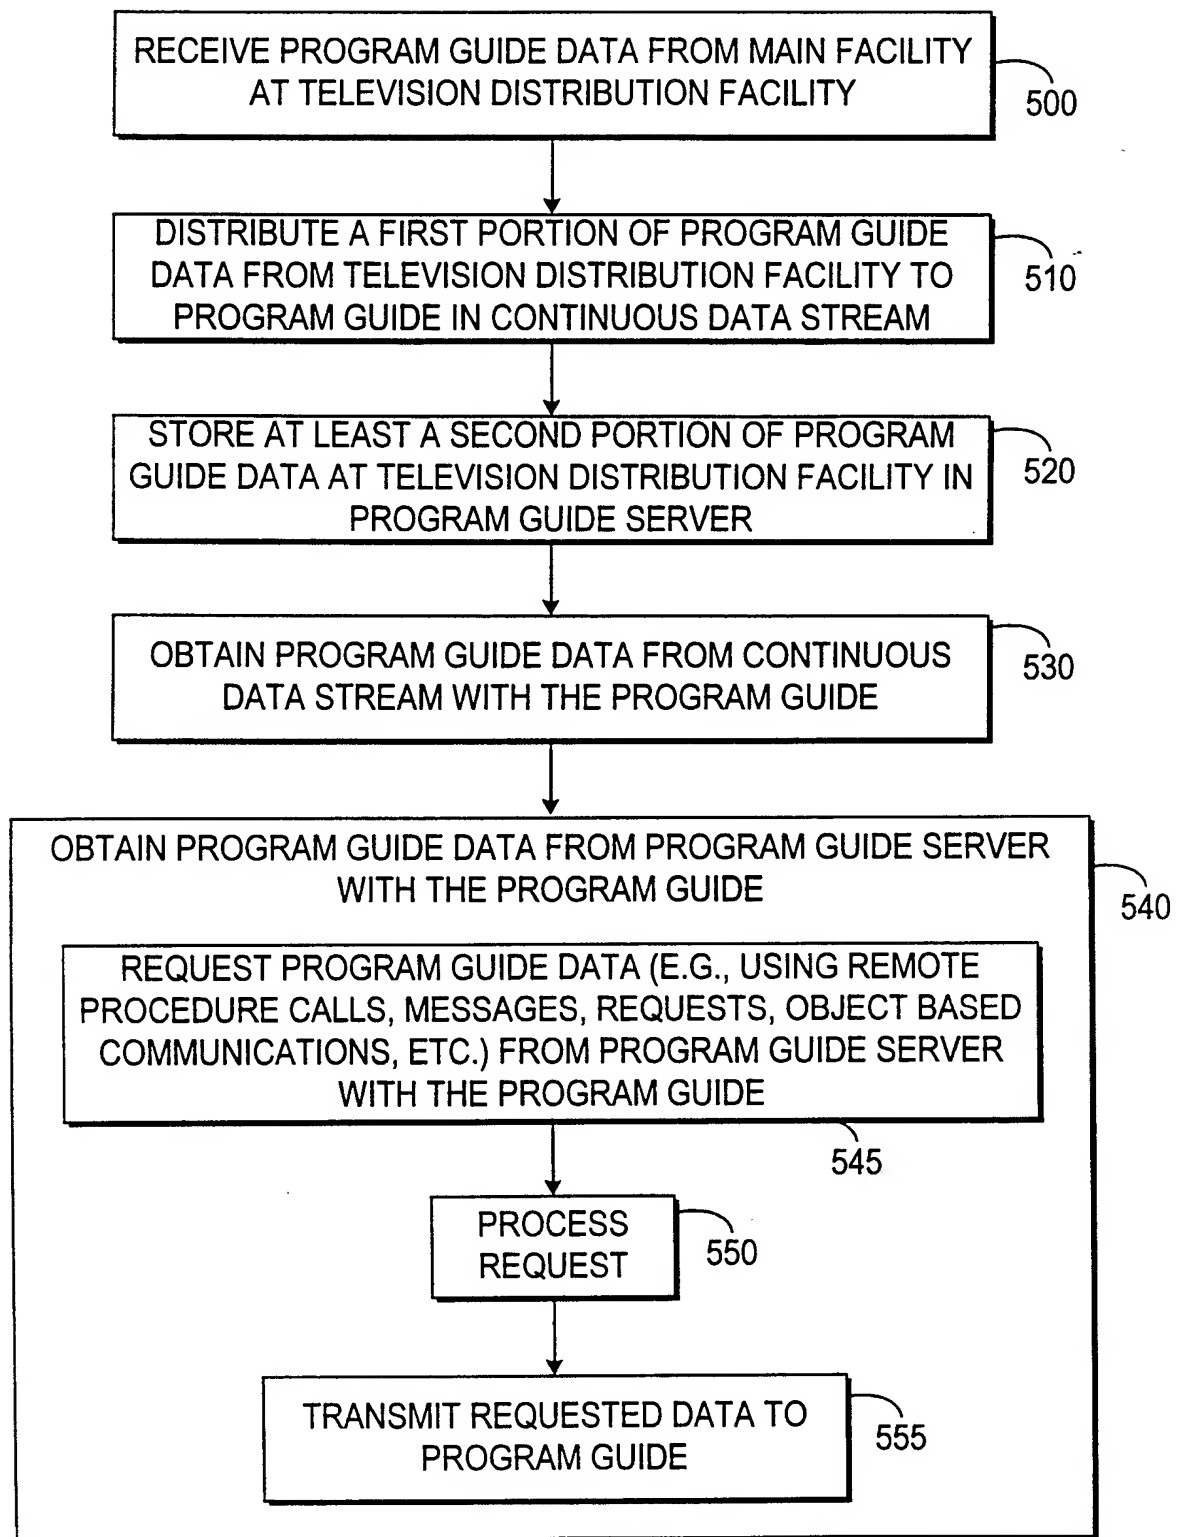 RECEIVE PROGRAM GUIDE DATA FROM MAIN FACILITY
AT TELEVISION DISTRIBUTION FACILITY
500
DISTRIBUTE A FIRST PORTION OF PROGRAM GUIDE
DATA FROM TELEVISION DISTRIBUTION FACILITY TO
PROGRAM GUIDE IN CONTINUOUS DATA STREAM
510
STORE AT LEAST A SECOND PORTION OF PROGRAM
GUIDE DATA AT TELEVISION DISTRIBUTION FACILITY IN
PROGRAM GUIDE SERVER
520
OBTAIN PROGRAM GUIDE DATA FROM CONTINUOUS
DATA STREAM WITH THE PROGRAM GUIDE
530
OBTAIN PROGRAM GUIDE DATA FROM PROGRAM GUIDE SERVER
WITH THE PROGRAM GUIDE
540
REQUEST PROGRAM GUIDE DATA (E.G., USING REMOTE
PROCEDURE CALLS, MESSAGES, REQUESTS, OBJECT BASED
COMMUNICATIONS, ETC.) FROM PROGRAM GUIDE SERVER
WITH THE PROGRAM GUIDE
545
PROCESS
REQUEST
550
TRANSMIT REQUESTED DATA TO
PROGRAM GUIDE
555